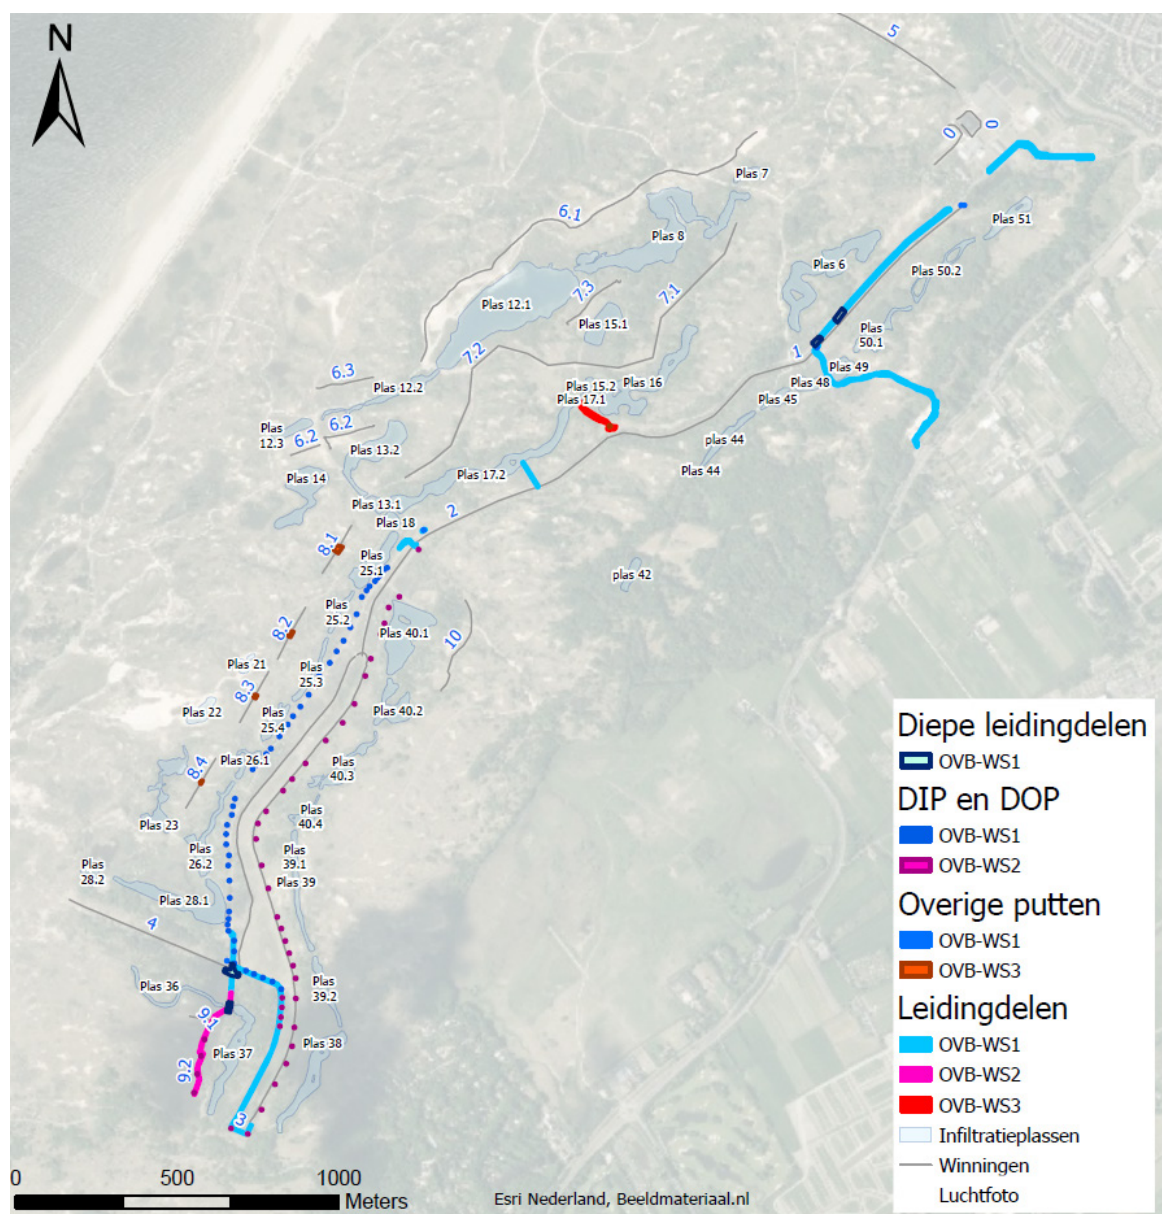 N
5
0
0
Plas 7
6.1
Plas 51
Plas 8
Plas 6
Plas 50.2
7.3
7.1
Plas 12.1
Plas 15.1
Plas
50.1
7.2
1
Plas 49
6.3
Plas 12.2
Plas 15.2
Plas 16
Plas 48
Plas 17.1
Plas 45
Plas
12.3
6.2
6.2
Plas 13.2
plas 44
Plas 44
Plas 14
Plas 17.2
Plas 13.1
2
Plas 18
8.1
Plas
25.1
plas 42
Plas
25.2
8.2
Plas 40.1
10
Plas 21
Plas
25.3
8.3
Plas 22
Plas
25.4
Plas 40.2
Plas 26.1
8.4
Plas
40.3
Plas 23
Plas
40.4
Plas
26.2
Plas
39.1
Plas
28.2
Plas 39
Plas 28.1
4
Plas 36
Plas
39.2
9.1
Plas 37
Plas 38
9.2
3
Diepe leidingdelen
OVB-WS1
DIP en DOP
OVB-WS1
OVB-WS2
Overige putten
OVB-WS1
OVB-WS3
Leidingdelen
OVB-WS1
OVB-WS2
OVB-WS3
Infiltratieplassen
Winningen
Luchtfoto
0 500 1000
Meters
Esri Nederland, Beeldmateriaal.nl